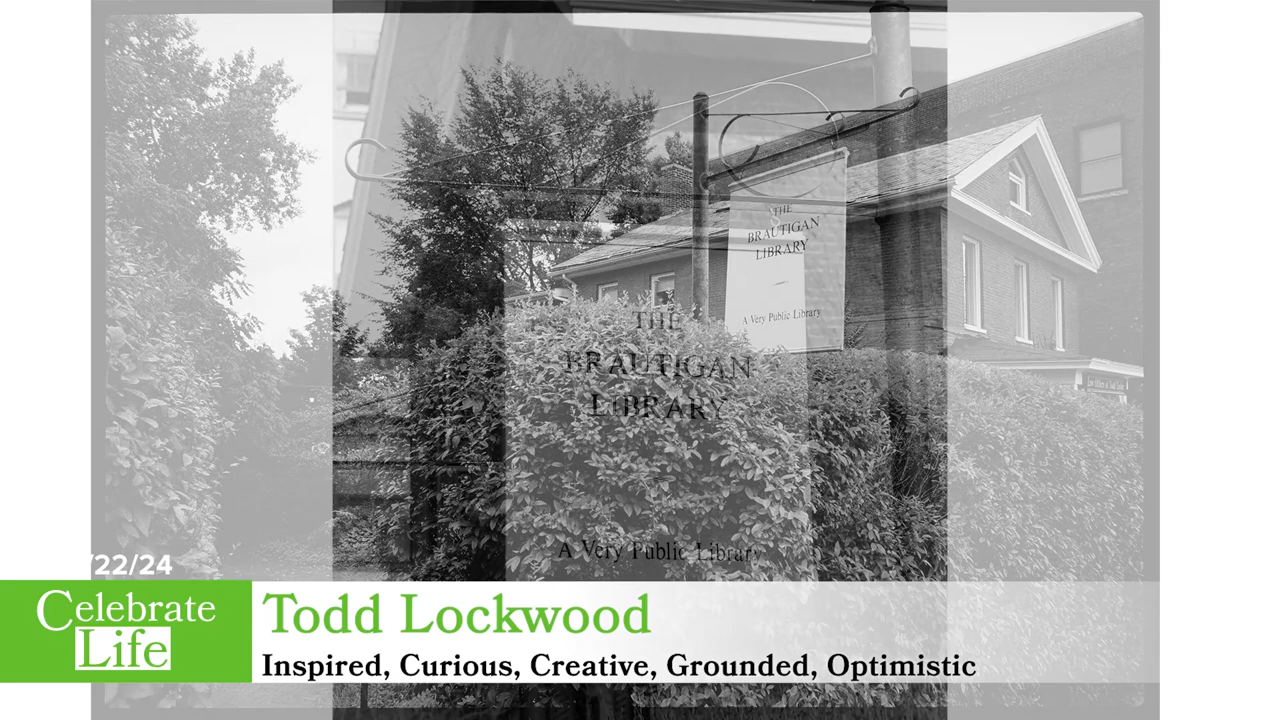 THE
BRAUTIGAN
LIBRARY
A Very Public Library
THE
BRAUTIGAN
LIBRARY
A Very Public Library
/22/24
Celebrate
Life
Todd Lockwood
Inspired, Curious, Creative, Grounded, Optimistic